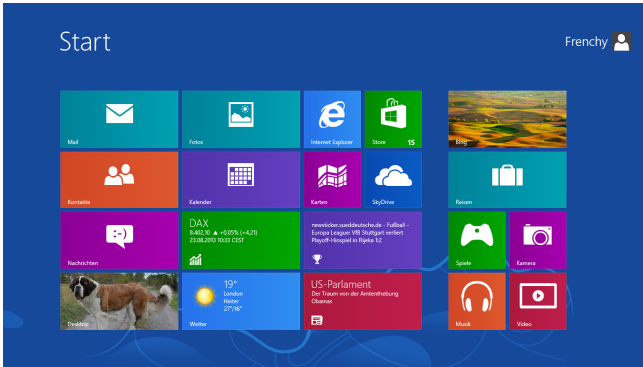 Start
Frenchy
Mail
Fotos
Internet Explorer
Store
15
Bing
Kontakte
Kalender
Karten
SkyDrive
Reisen
Nachrichten
DAX
8.402,10 ▲ +0,05% (+4,21)
23.08.2013 10:33 CEST
newsticker.sueddeutsche.de - Fußball -
Europa League: VfB Stuttgart verliert
Playoff-Hinspiel in Rijeka 1:2
Spiele
Kamera
Desktop
19°
London
Heiter
27°/16°
Wetter
US-Parlament
Der Traum von der Amtenthebung
Obamas
Musik
Video